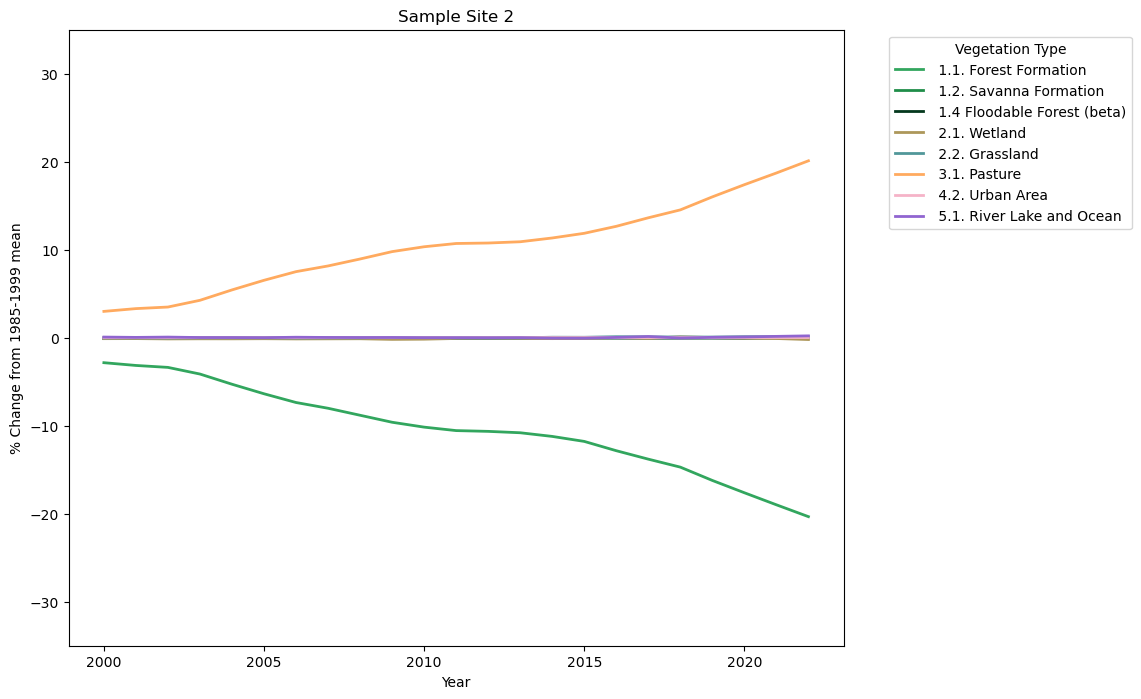 Sample Site 2
% Change from 1985-1999 mean
30
20
10
0
−10
−20
−30
2000
2005
2010
2015
2020
Year
Vegetation Type
1.1. Forest Formation
1.2. Savanna Formation
1.4 Floodable Forest (beta)
2.1. Wetland
2.2. Grassland
3.1. Pasture
4.2. Urban Area
5.1. River Lake and Ocean